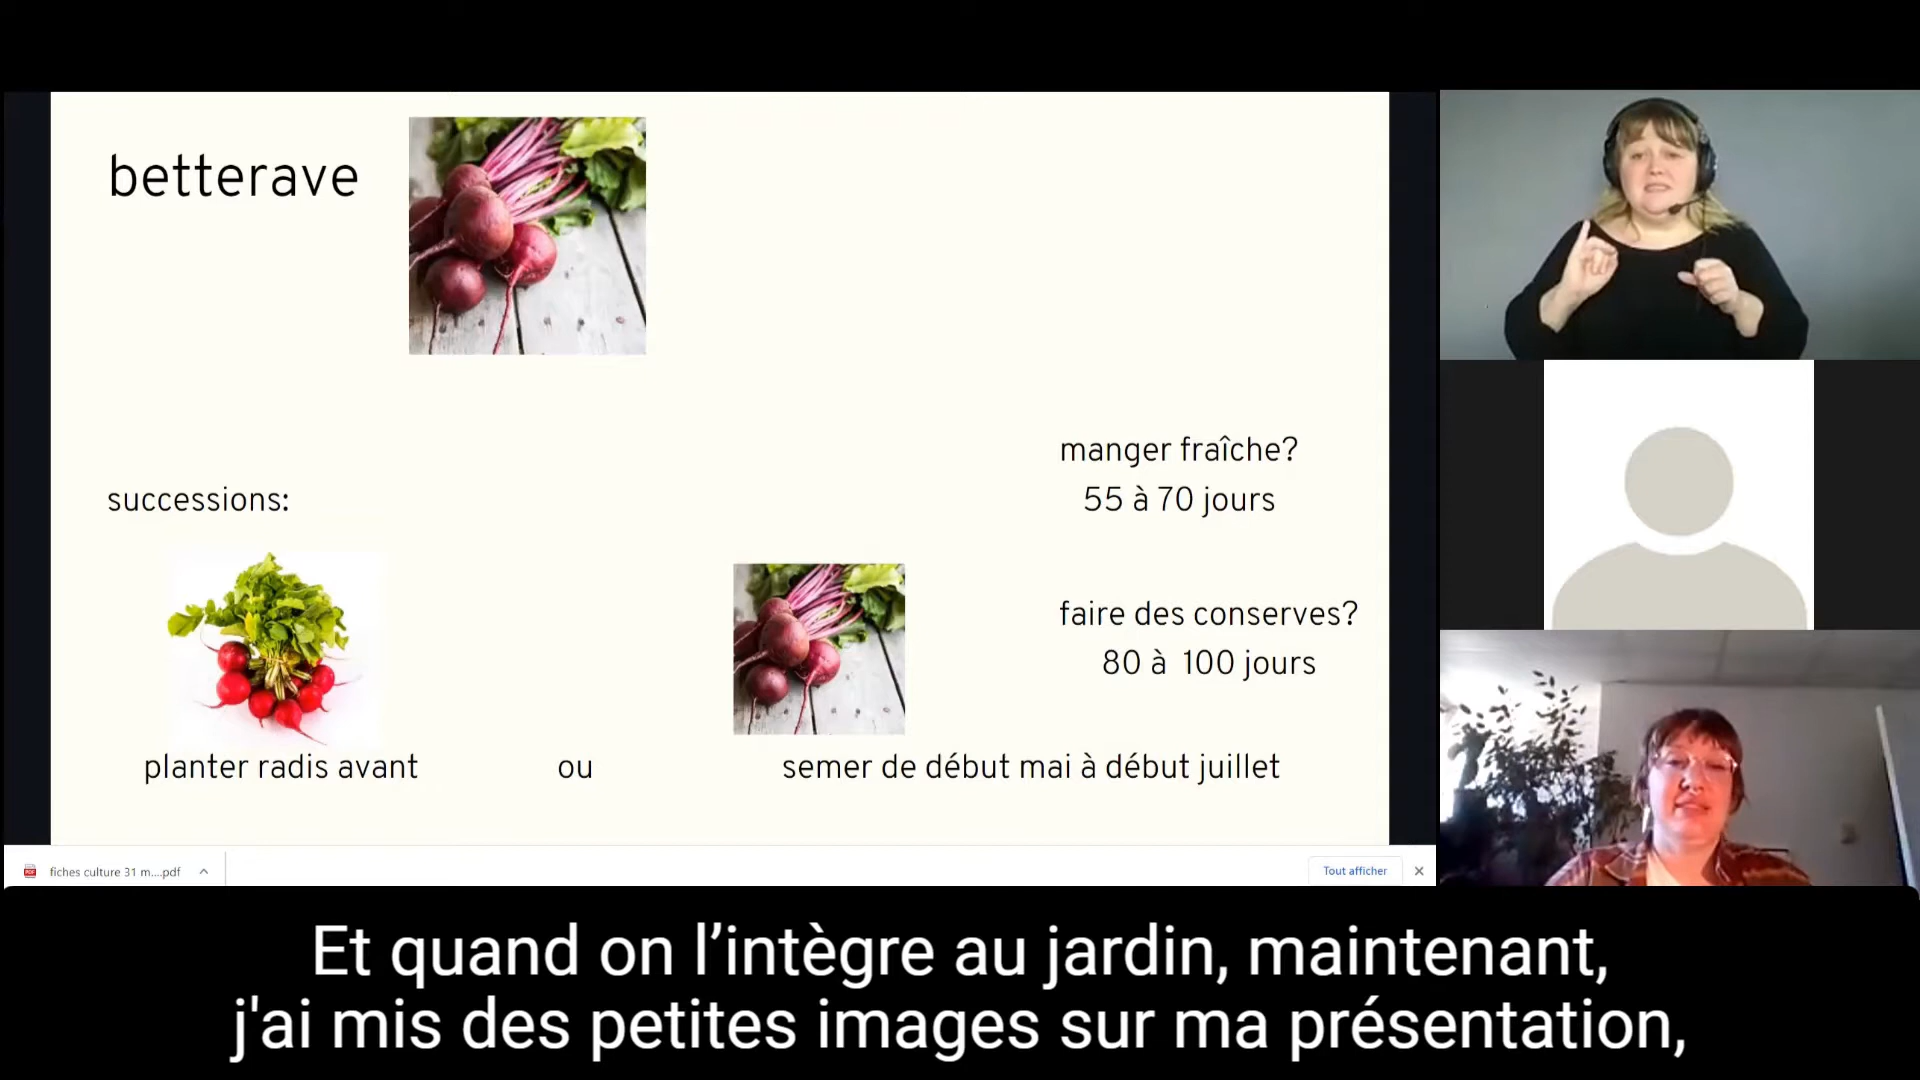 betterave
manger fraîche?
55 à 70 jours
successions:
faire des conserves?
80 à 100 jours
planter radis avant
ou
semer de début mai à début juillet
PDF
fiches culture 31 m....pdf
Tout afficher
Et quand on l’intègre au jardin, maintenant,
j'ai mis des petites images sur ma présentation,